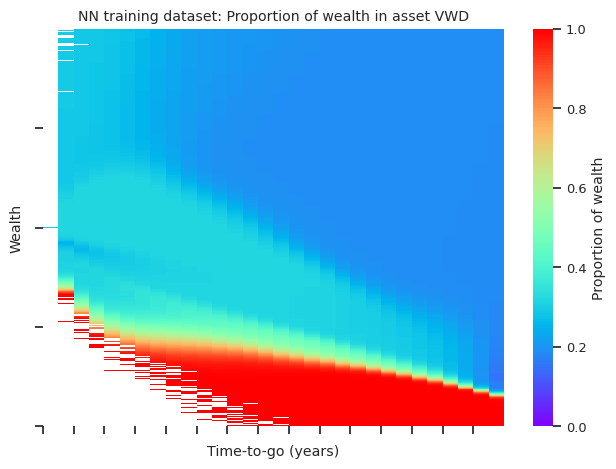 NN training dataset: Proportion of wealth in asset VWD
Wealth
Time-to-go (years)
1.0
0.8
0.6
0.4
0.2
0.0
Proportion of wealth